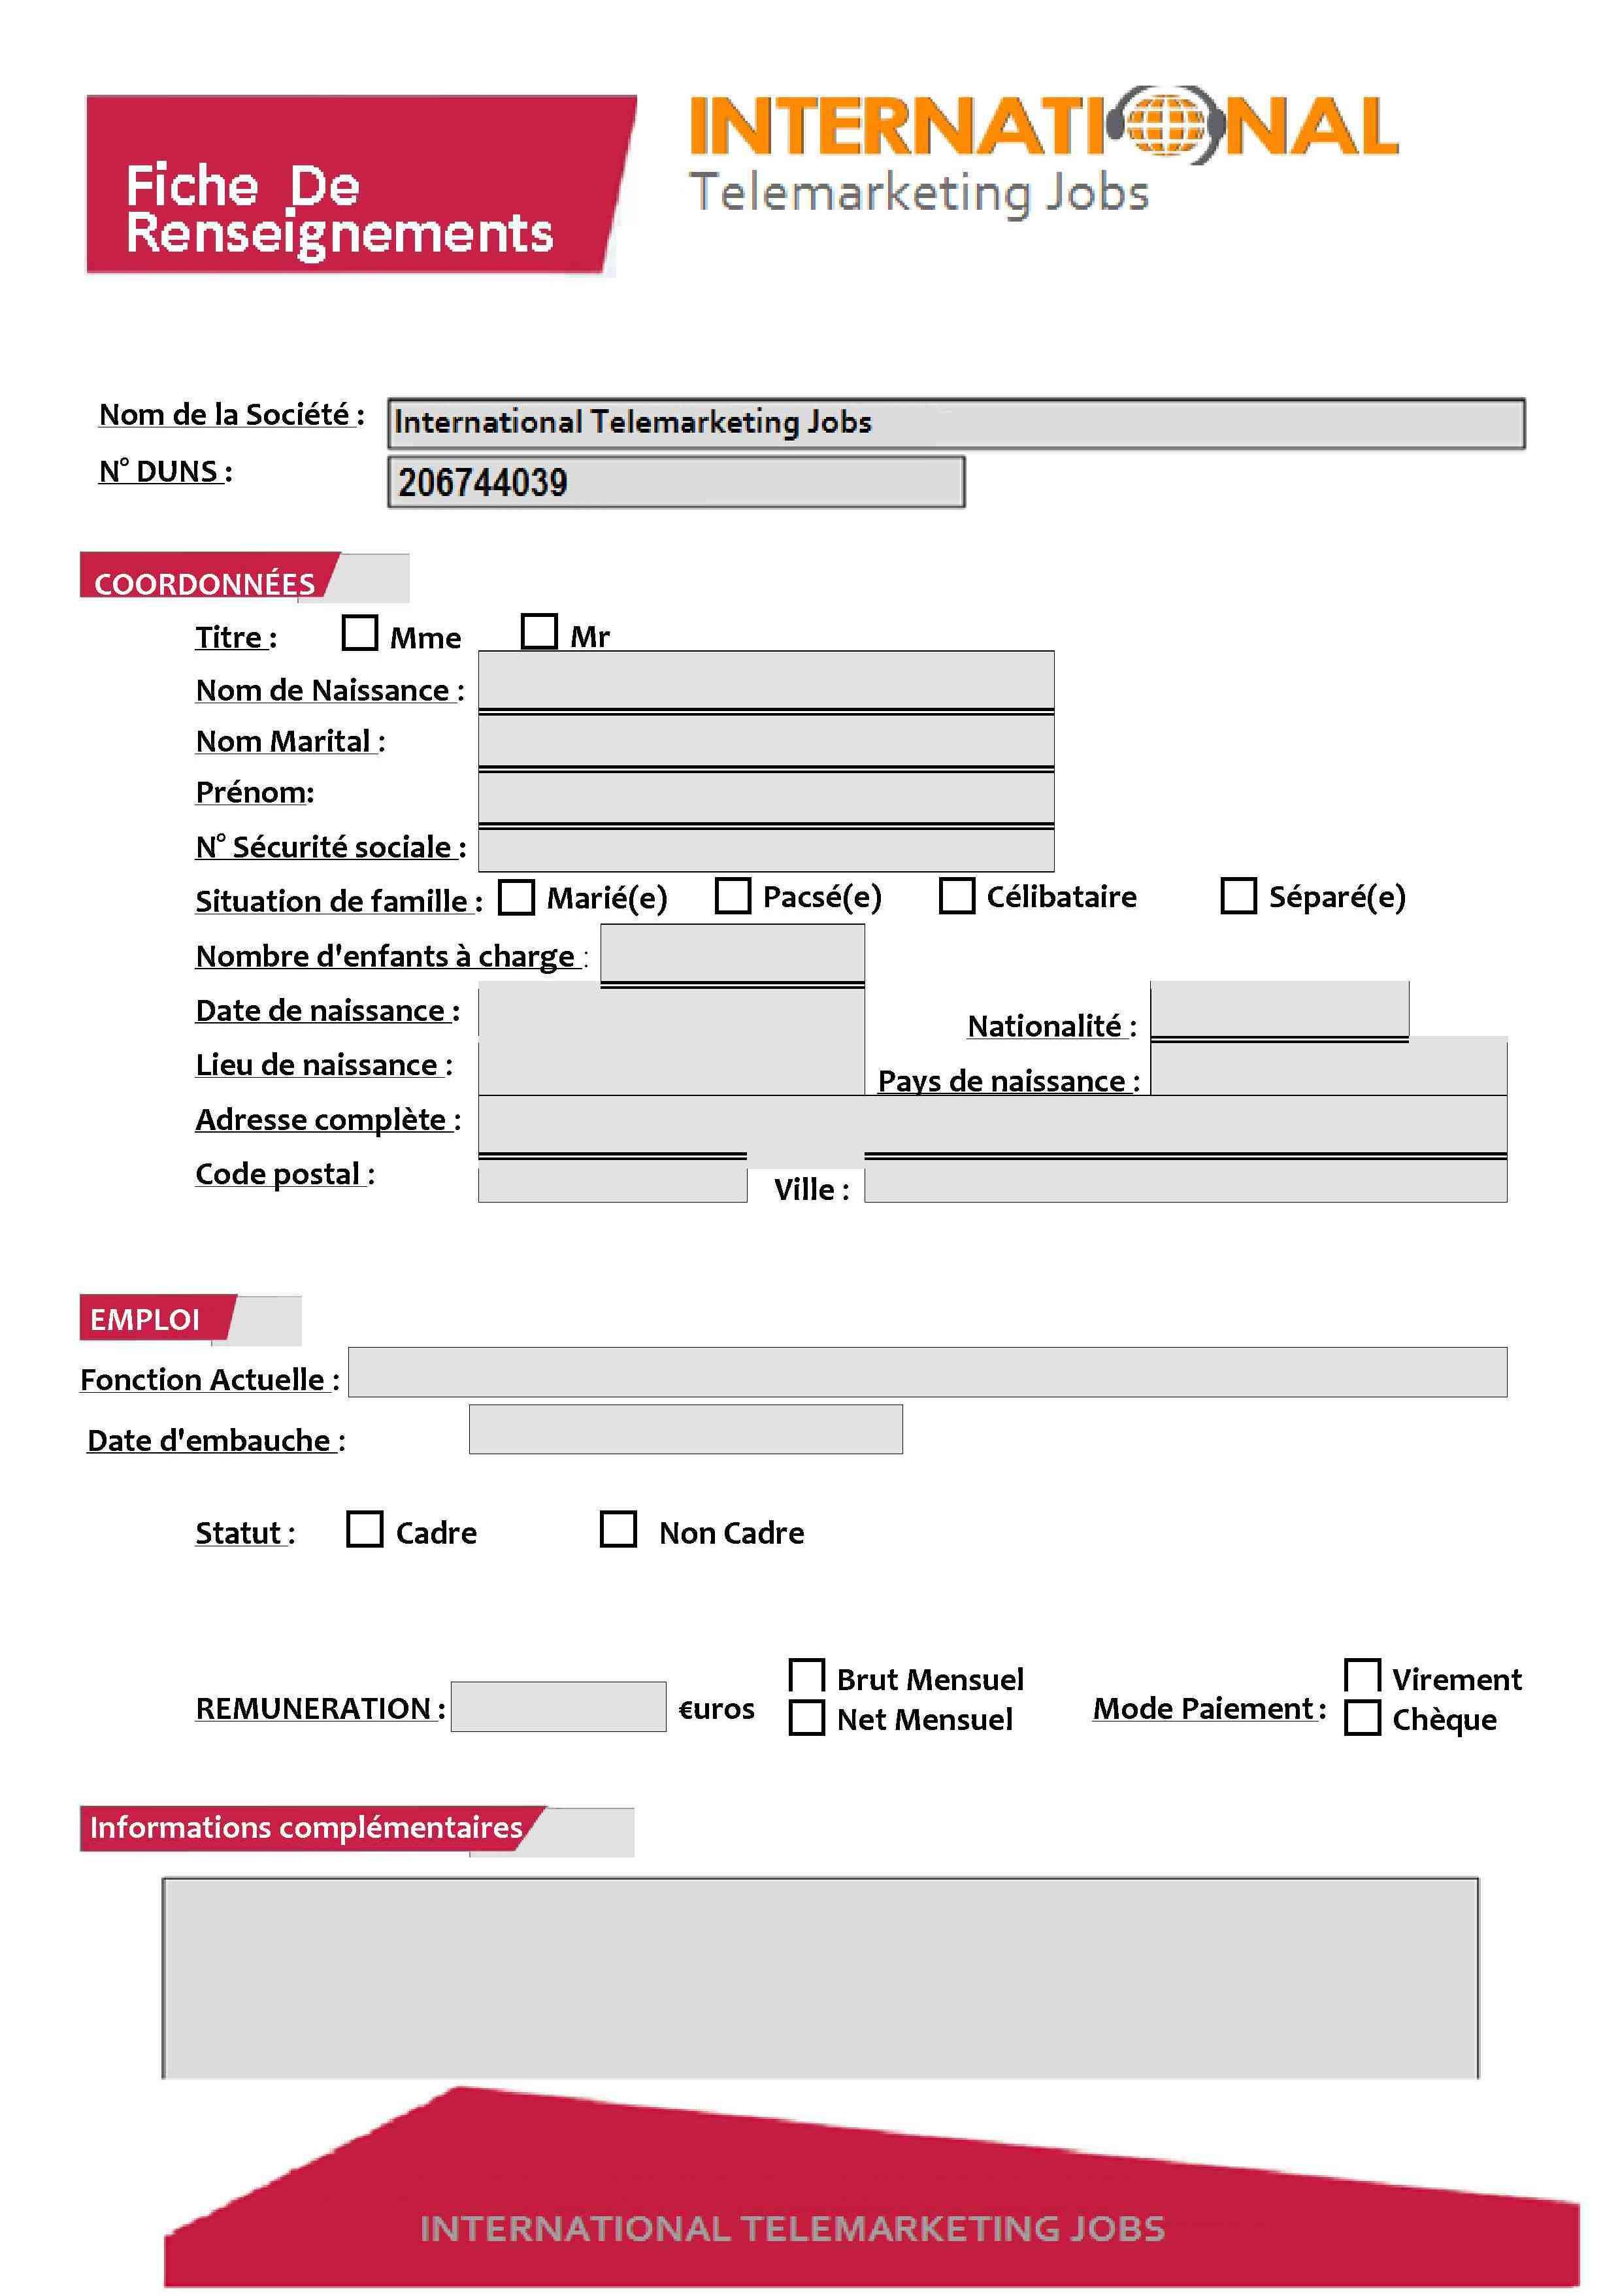 Fiche De
Renseignements
INTERNATIONAL
Telemarketing Jobs
Nom de la Société : International Telemarketing Jobs
N° DUNS : 206744039
COORDONNÉES
Titre : Mme Mr
Nom de Naissance :
Nom Marital :
Prénom:
N° Sécurité sociale :
Situation de famille : Marié(e) Pacsé(e) Célibataire Séparé(e)
Nombre d'enfants à charge :
Date de naissance : Nationalité :
Lieu de naissance : Pays de naissance :
Adresse complète :
Code postal : Ville :
EMPLOI
Fonction Actuelle :
Date d'embauche :
Statut : Cadre Non Cadre
Brut Mensuel Virement
REMUNERATION : €uros Mode Paiement :
Net Mensuel Chèque
Informations complémentaires
INTERNATIONAL TELEMARKETING JOBS